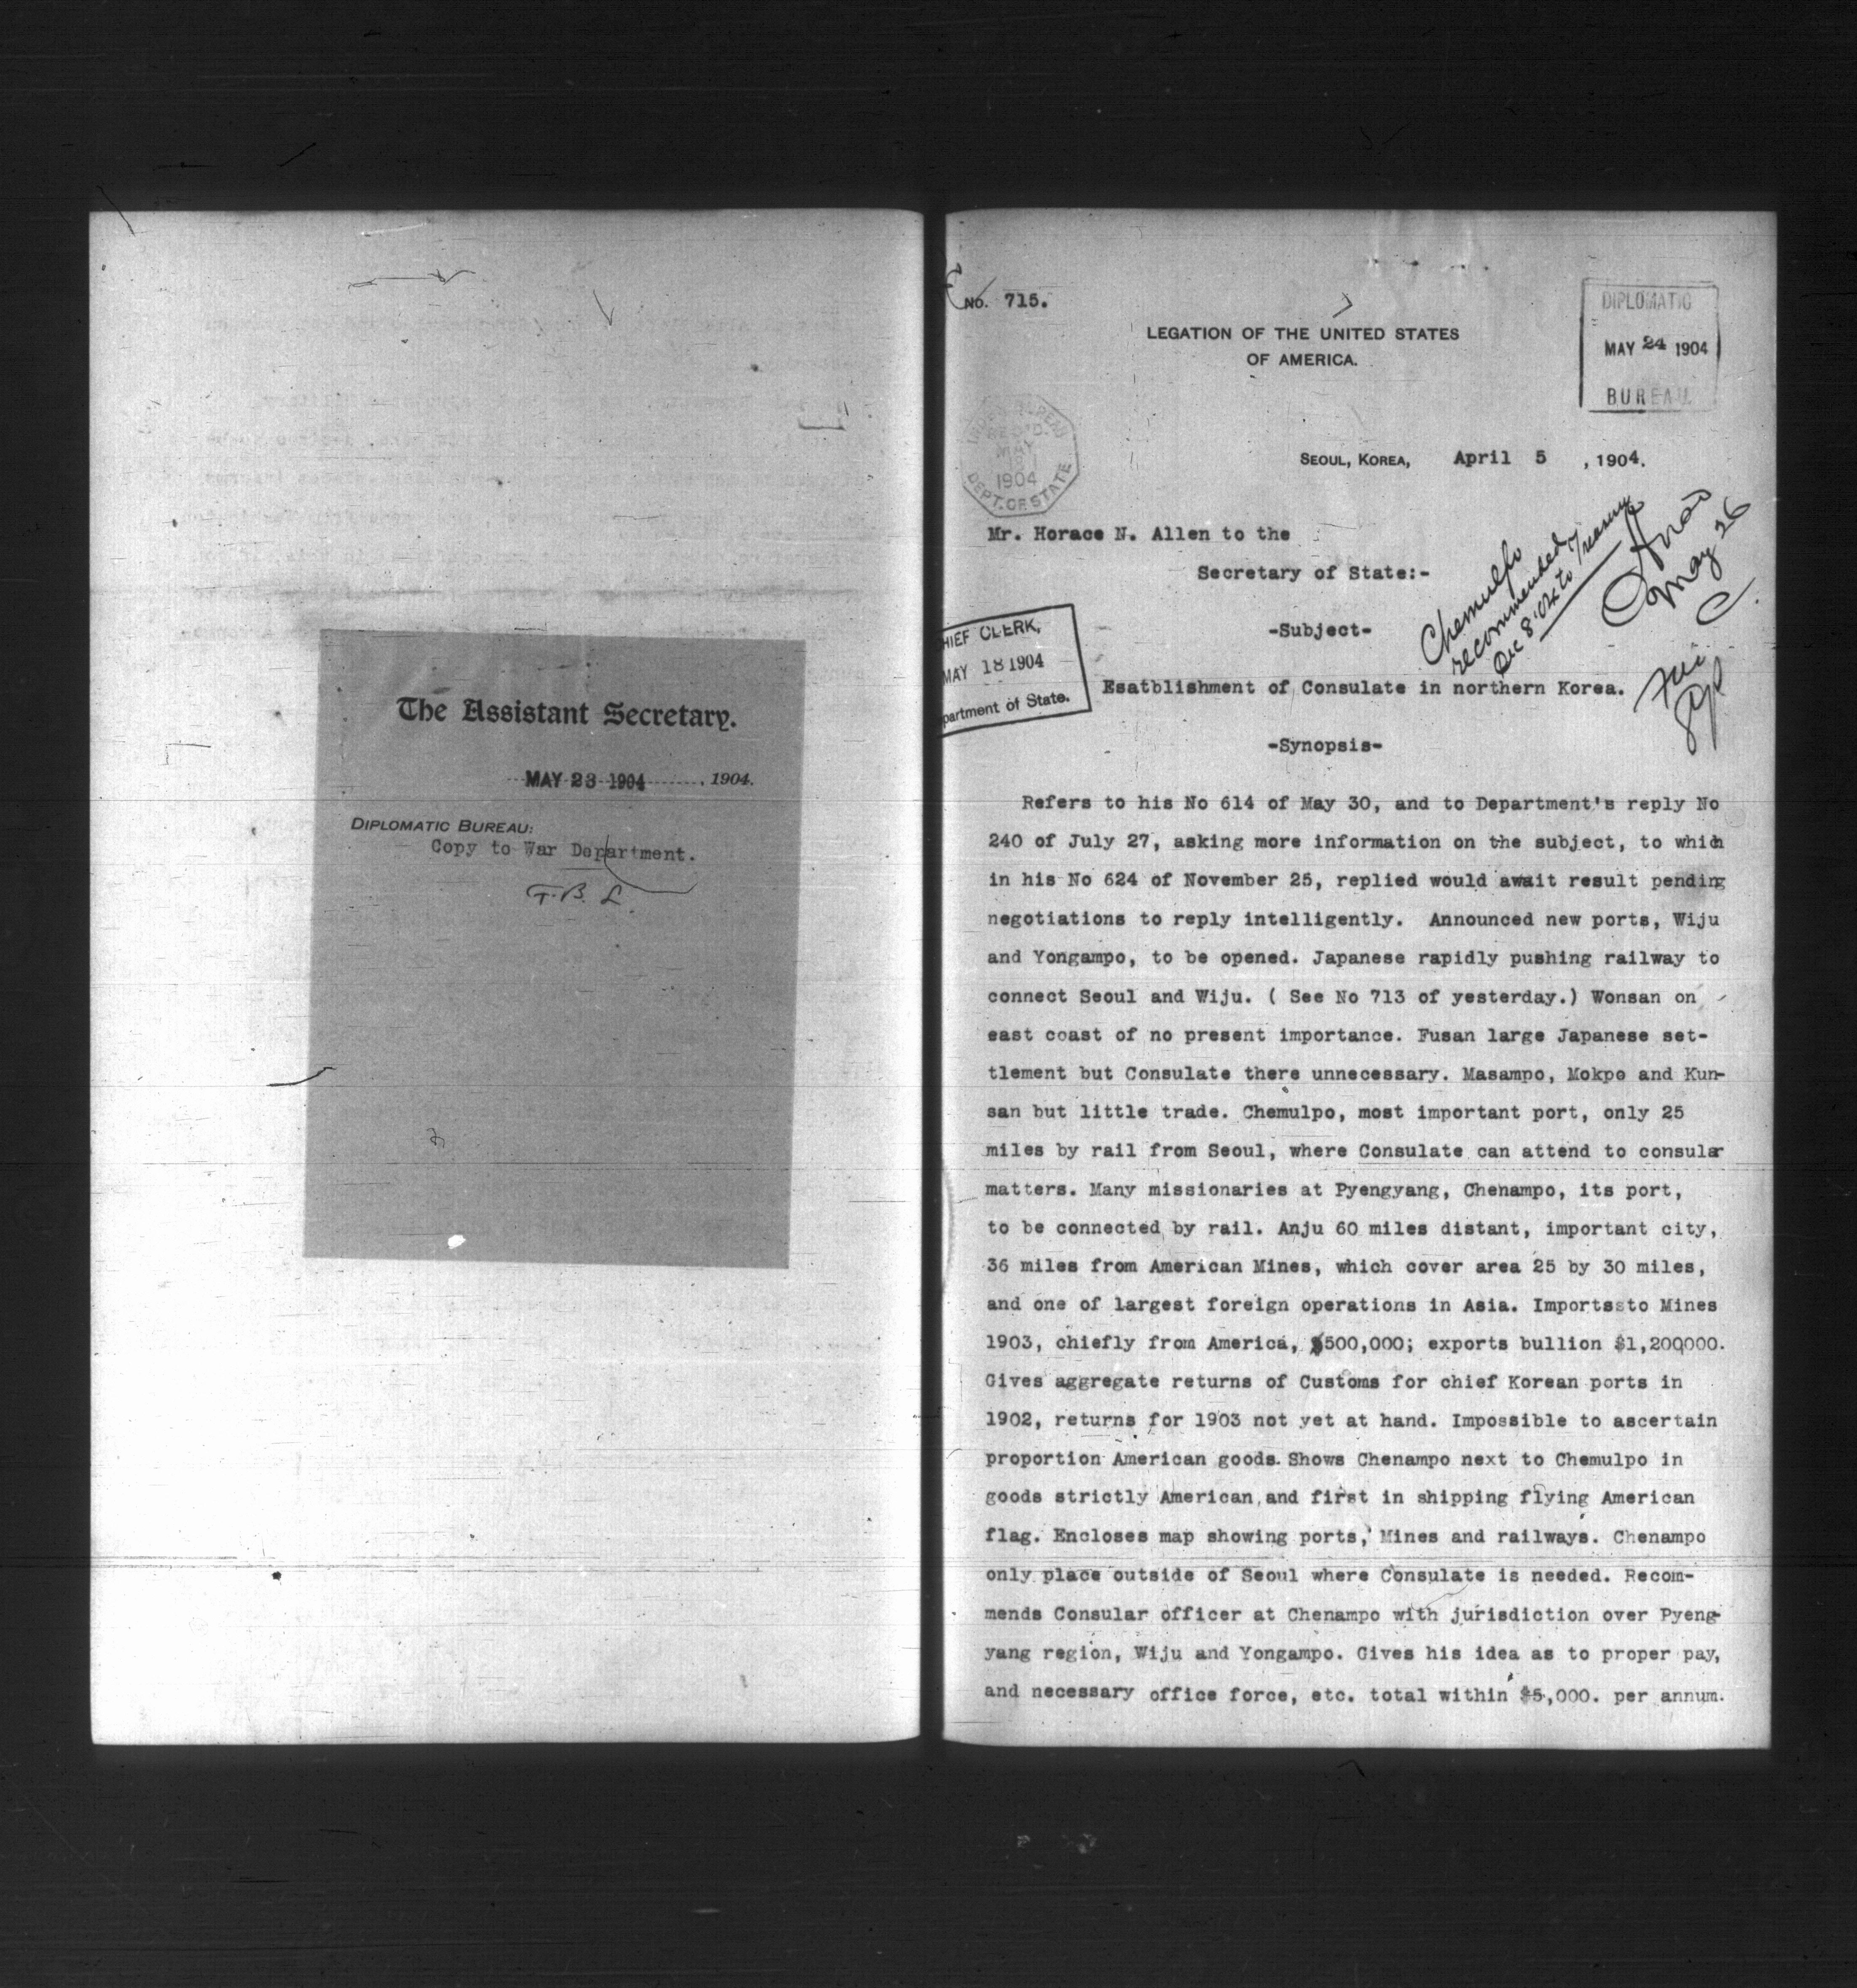 The Assistant Secretary.
MAY 23 1904, 1904.
DIPLOMATIC BUREAU:
Copy to War Department.
F. B. L.
No. 715.
LEGATION OF THE UNITED STATES
OF AMERICA.
DIPLOMATIC
MAY 24 1904
BUREAU
REC'D.
MAY
1904
DEPT. OF STATE
SEOUL, KOREA, April 5 , 1904.
Mr. Horace N. Allen to the
Secretary of State:-
Chemulpo
recommended
Dec 8 '04 to Treasury
May 26
HIEF CLERK,
MAY 18 1904
partment of State.
-Subject-
Esatblishment of Consulate in northern Korea.
-Synopsis-
Refers to his No 614 of May 30, and to Department's reply No
240 of July 27, asking more information on the subject, to which
in his No 624 of November 25, replied would await result pending
negotiations to reply intelligently. Announced new ports, Wiju
and Yongampo, to be opened. Japanese rapidly pushing railway to
connect Seoul and Wiju. ( See No 713 of yesterday.) Wonsan on
east coast of no present importance. Fusan large Japanese set-
tlement but Consulate there unnecessary. Masampo, Mokpo and Kun-
san but little trade. Chemulpo, most important port, only 25
miles by rail from Seoul, where Consulate can attend to consular
matters. Many missionaries at Pyengyang, Chenampo, its port,
to be connected by rail. Anju 60 miles distant, important city,
36 miles from American Mines, which cover area 25 by 30 miles,
and one of largest foreign operations in Asia. Importssto Mines
1903, chiefly from America, $500,000; exports bullion $1,200000.
Gives aggregate returns of Customs for chief Korean ports in
1902, returns for 1903 not yet at hand. Impossible to ascertain
proportion American goods. Shows Chenampo next to Chemulpo in
goods strictly American and first in shipping flying American
flag. Encloses map showing ports, Mines and railways. Chenampo
only place outside of Seoul where Consulate is needed. Recom-
mends Consular officer at Chenampo with jurisdiction over Pyeng-
yang region, Wiju and Yongampo. Gives his idea as to proper pay,
and necessary office force, etc. total within $5,000. per annum.